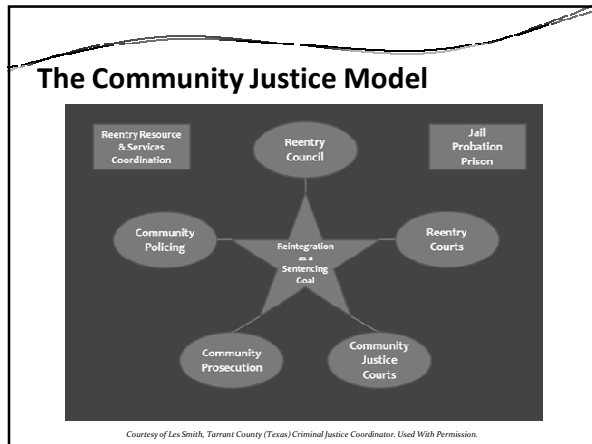 The Community Justice Model
Reentry Resource
& Services
Coordination
Reentry
Council
Jail
Probation
Prison
Community
Policing
Reintegration
as a
Sentencing
Goal
Reentry
Courts
Community
Prosecution
Community
Justice
Courts
Courtesy of Les Smith, Tarrant County (Texas) Criminal Justice Coordinator. Used With Permission.